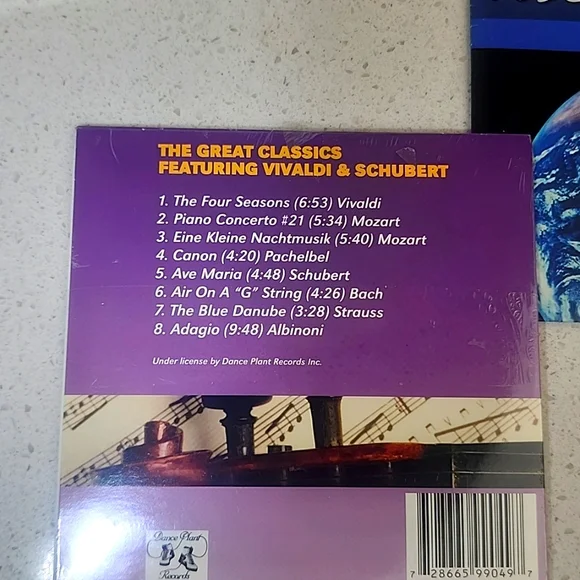 THE GREAT CLASSICS
FEATURING VIVALDI & SCHUBERT
1. The Four Seasons (6:53) Vivaldi
2. Piano Concerto #21 (5:34) Mozart
3. Eine Kleine Nachtmusik (5:40) Mozart
4. Canon (4:20) Pachelbel
5. Ave Maria (4:48) Schubert
6. Air On A "G" String (4:26) Bach
7. The Blue Danube (3:28) Strauss
8. Adagio (9:48) Albinoni
Under license by Dance Plant Records Inc.
Dance Plant
Records
7 28665 99049 7